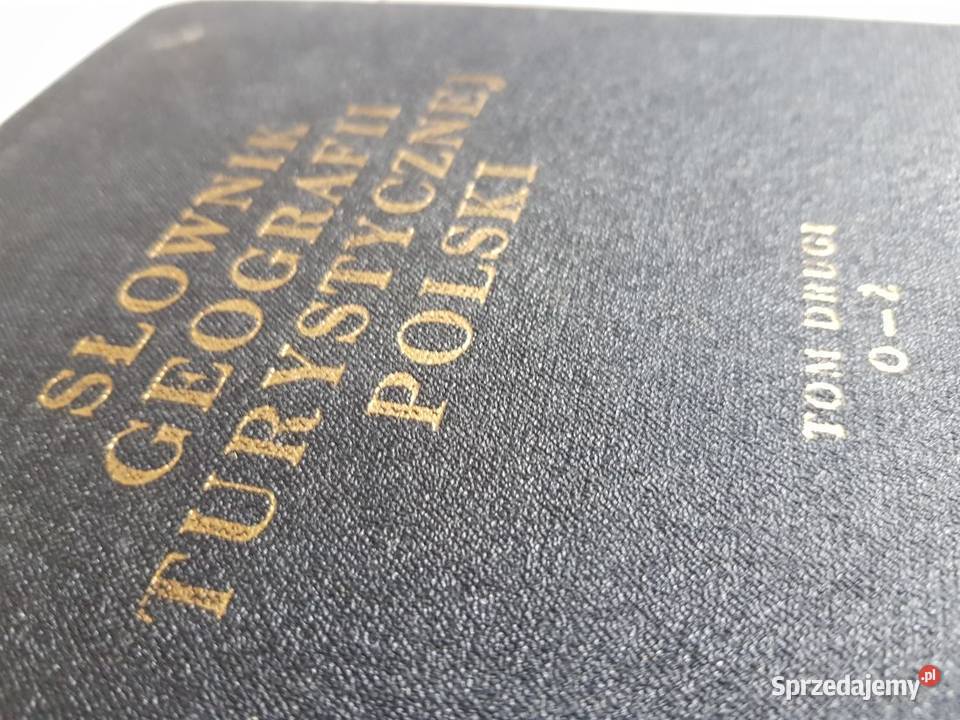 SŁOWNIK
GEOGRAFII
TURYSTYCZNEJ
POLSKI
TOM DRUGI
O–Ż
Sprzedajemy.pl